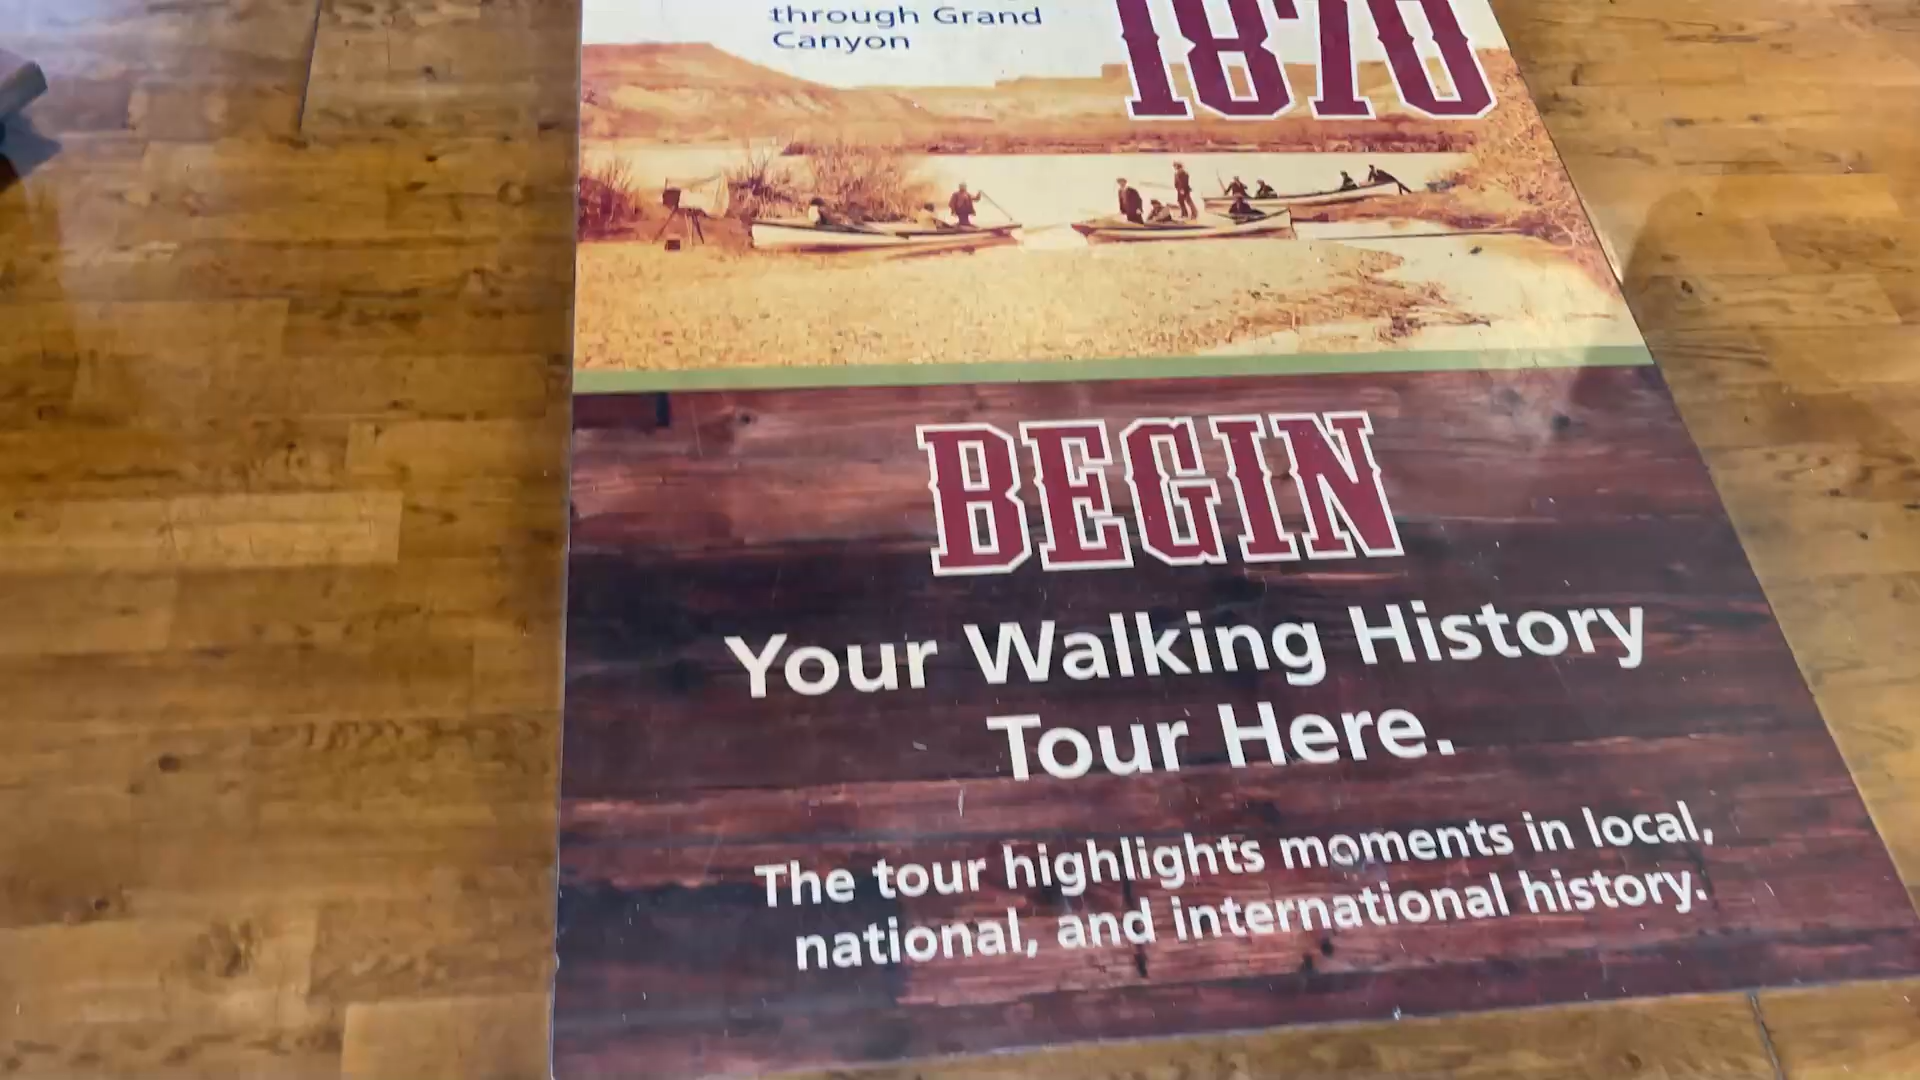 through Grand
Canyon
1870
BEGIN
Your Walking History
Tour Here.
The tour highlights moments in local,
national, and international history.